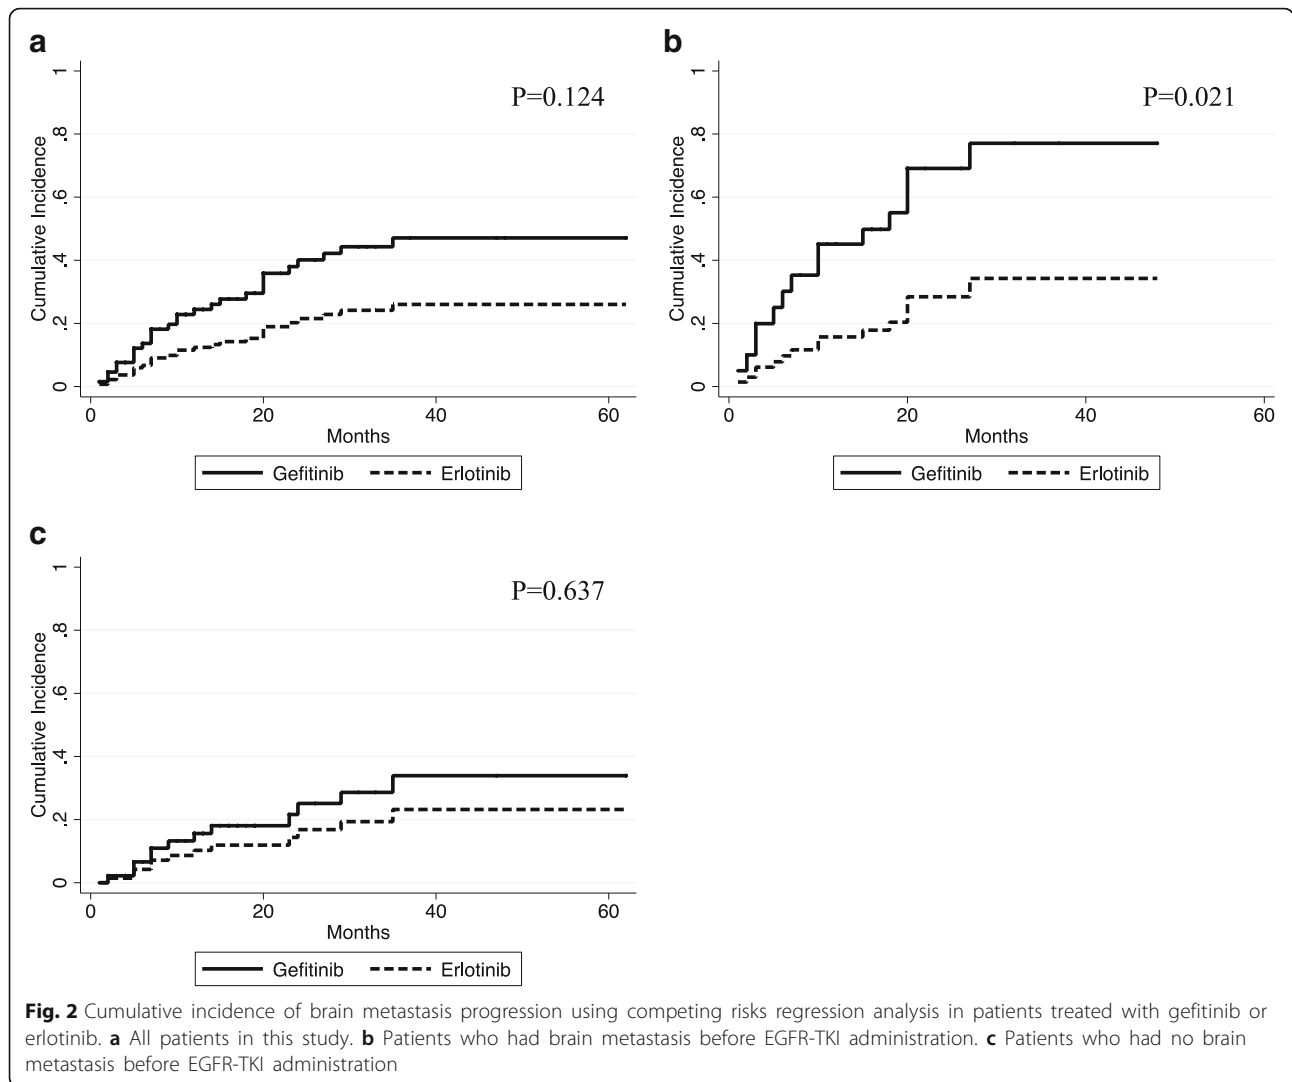 a
P=0.124
Cumulative Incidence
1
.8
.6
.4
.2
0
0 20 40 60
Months
Gefitinib Erlotinib
b
P=0.021
Cumulative Incidence
1
.8
.6
.4
.2
0
0 20 40 60
Months
Gefitinib Erlotinib
c
P=0.637
Cumulative Incidence
1
.8
.6
.4
.2
0
0 20 40 60
Months
Gefitinib Erlotinib
Fig. 2 Cumulative incidence of brain metastasis progression using competing risks regression analysis in patients treated with gefitinib or
erlotinib. a All patients in this study. b Patients who had brain metastasis before EGFR-TKI administration. c Patients who had no brain
metastasis before EGFR-TKI administration